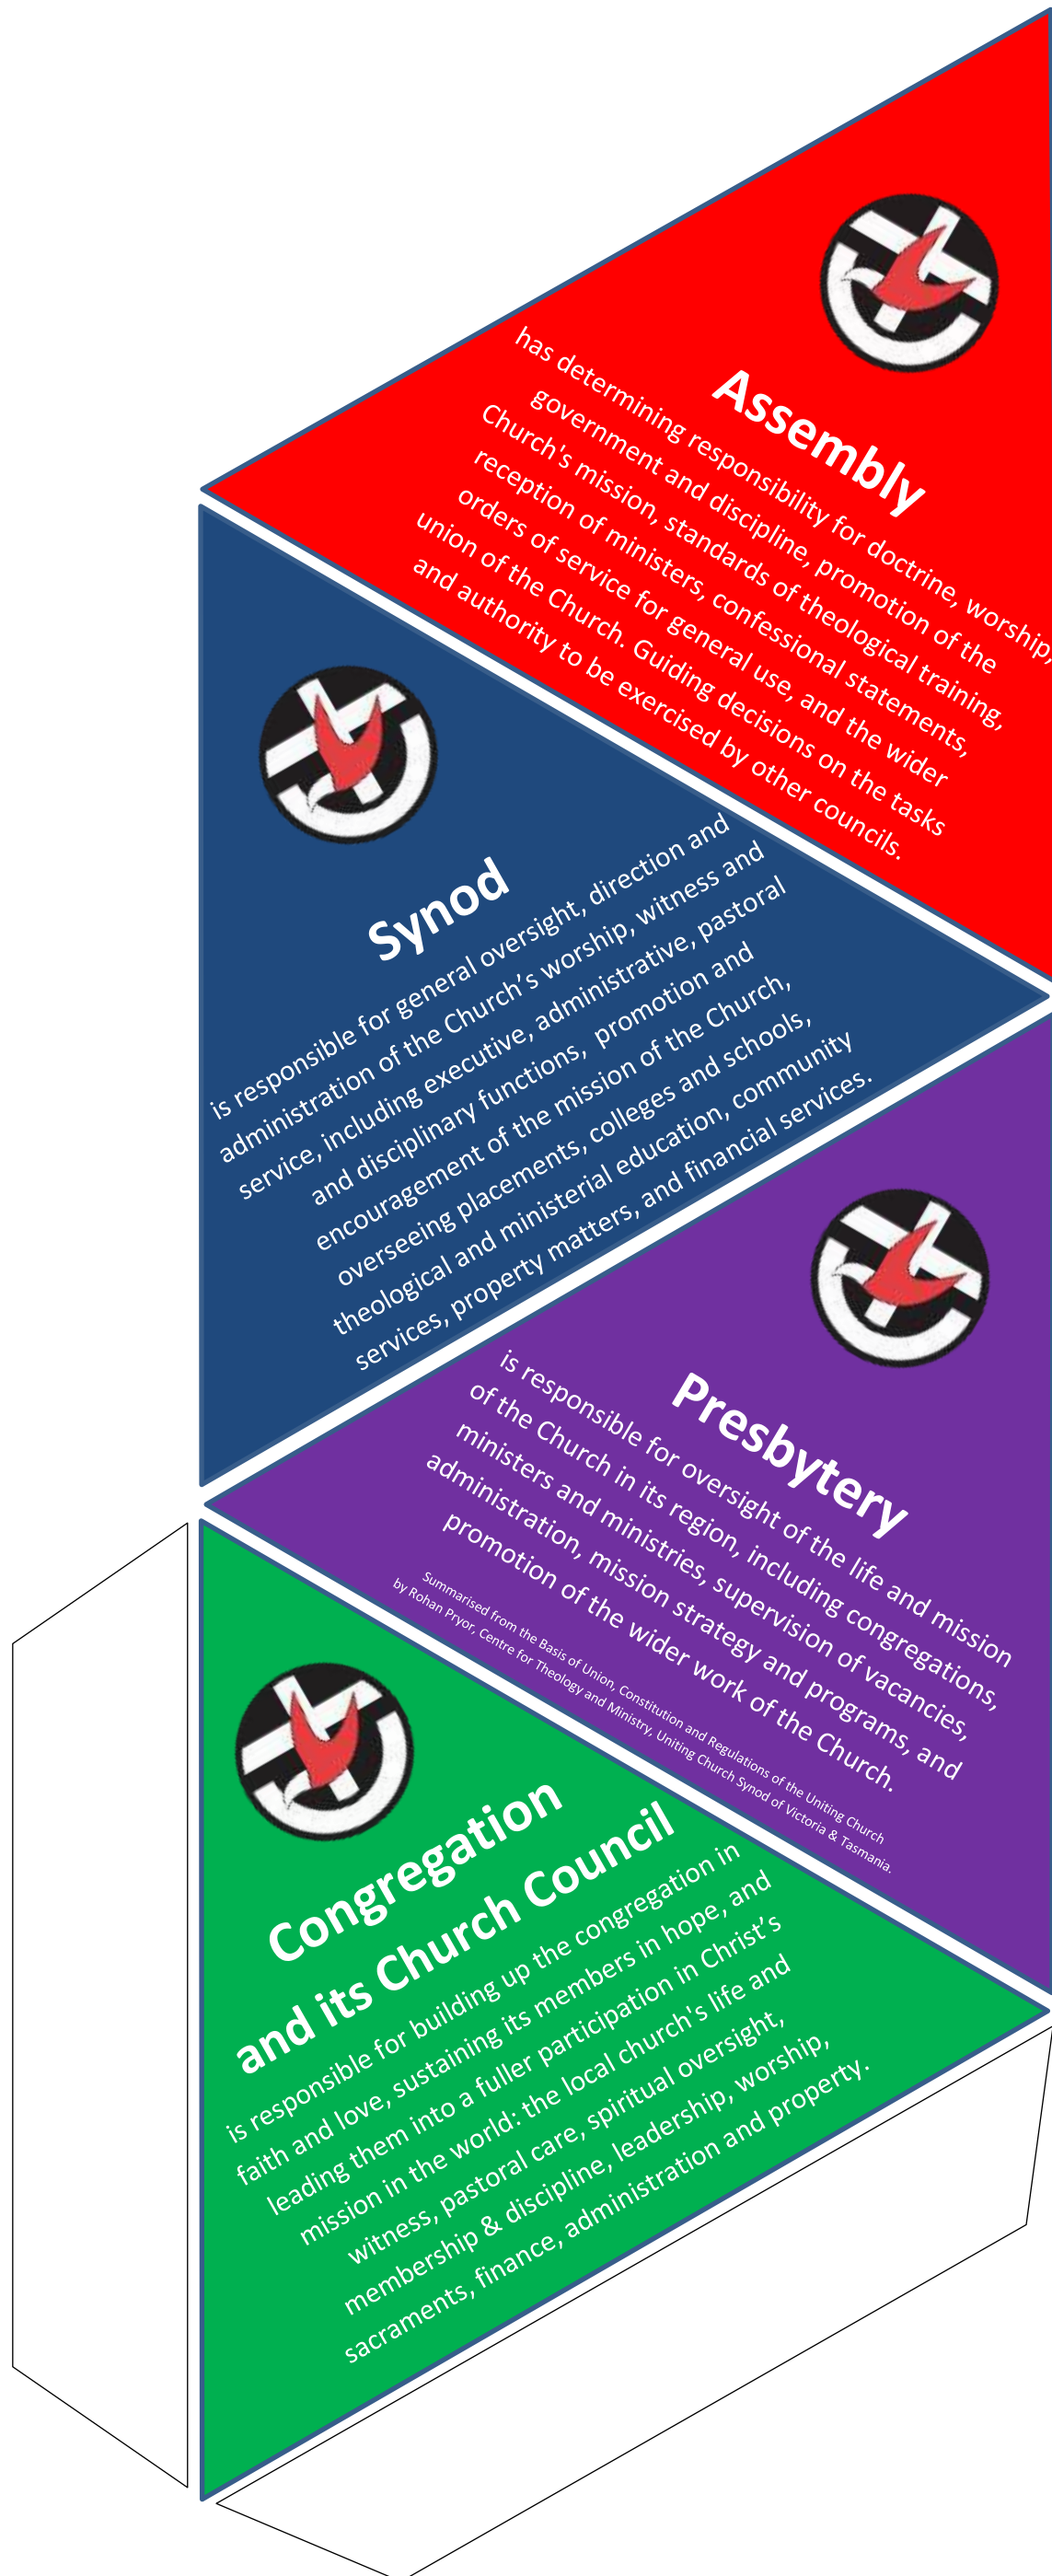 Assembly
has determining responsibility for doctrine, worship,
government and discipline, promotion of the
Church's mission, standards of theological training,
reception of ministers, confessional statements,
orders of service for general use, and the wider
union of the Church. Guiding decisions on the tasks
and authority to be exercised by other councils.
Synod
is responsible for general oversight, direction and
administration of the Church’s worship, witness and
service, including executive, administrative, pastoral
and disciplinary functions, promotion and
encouragement of the mission of the Church,
overseeing placements, colleges and schools,
theological and ministerial education, community
services, property matters, and financial services.
Presbytery
is responsible for oversight of the life and mission
of the Church in its region, including congregations,
ministers and ministries, supervision of vacancies,
administration, mission strategy and programs, and
promotion of the wider work of the Church.
Summarised from the Basis of Union, Constitution and Regulations of the Uniting Church
by Rohan Pryor, Centre for Theology and Ministry, Uniting Church Synod of Victoria & Tasmania.
Congregation
and its Church Council
is responsible for building up the congregation in
faith and love, sustaining its members in hope, and
leading them into a fuller participation in Christ’s
mission in the world: the local church's life and
witness, pastoral care, spiritual oversight,
membership & discipline, leadership, worship,
sacraments, finance, administration and property.